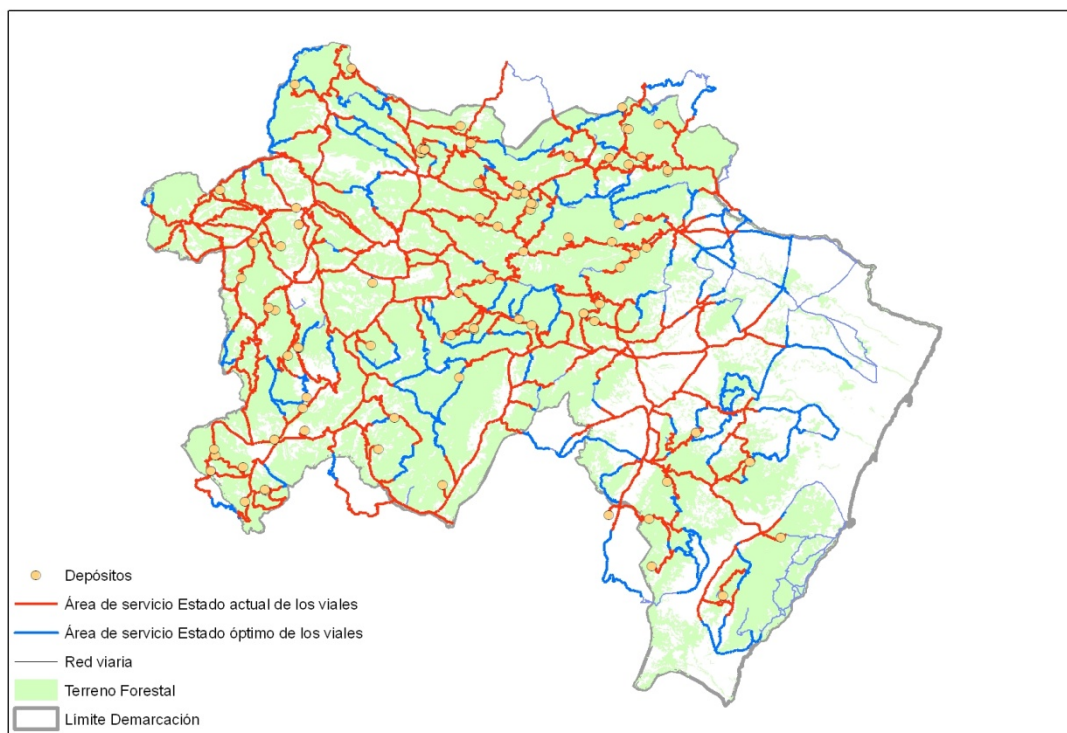 Depósitos
Área de servicio Estado actual de los viales
Área de servicio Estado óptimo de los viales
Red viaria
Terreno Forestal
Limite Demarcación